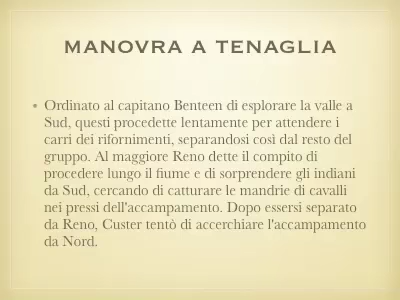 MANOVRA A TENAGLIA
• Ordinato al capitano Benteen di esplorare la valle a
Sud, questi procedette lentamente per attendere i
carri dei rifornimenti, separandosi così dal resto del
gruppo. Al maggiore Reno dette il compito di
procedere lungo il fiume e di sorprendere gli indiani
da Sud, cercando di catturare le mandrie di cavalli
nei pressi dell'accampamento. Dopo essersi separato
da Reno, Custer tentò di accerchiare l'accampamento
da Nord.